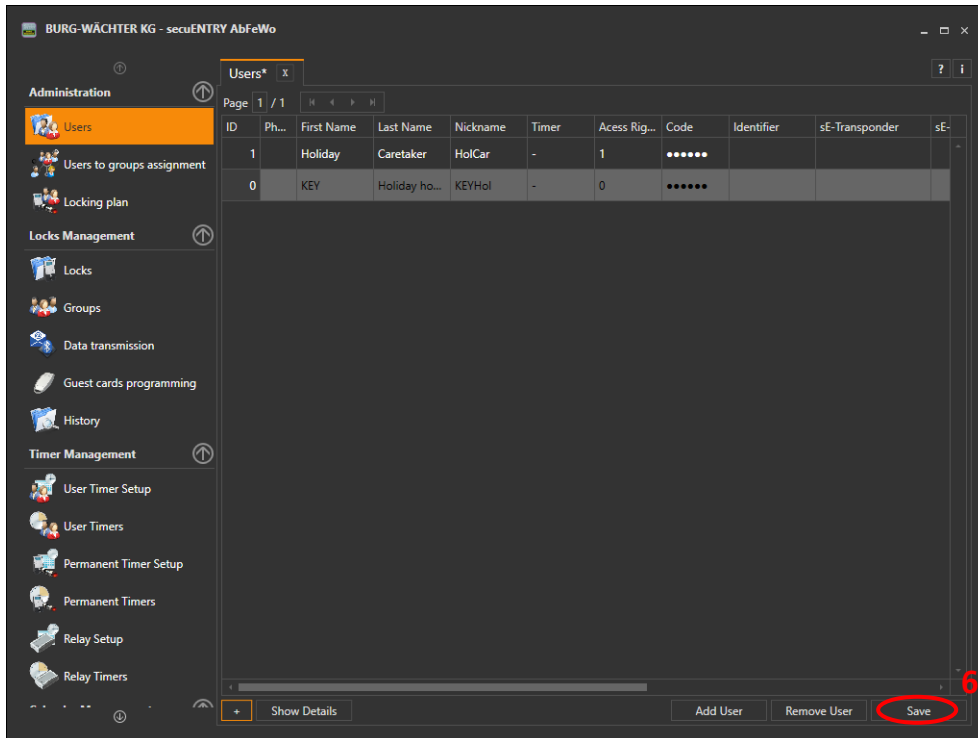 BURG-WÄCHTER KG - secuENTRY AbFeWo
Users* X
? i
Administration
Page 1 / 1
ID Ph... First Name Last Name Nickname Timer Acess Rig... Code Identifier sE-Transponder sE-
1 Holiday Caretaker HolCar - 1 ●●●●●●
0 KEY Holiday ho... KEYHol - 0 ●●●●●●
Users
Users to groups assignment
Locking plan
Locks Management
Locks
Groups
Data transmission
Guest cards programming
History
Timer Management
User Timer Setup
User Timers
Permanent Timer Setup
Permanent Timers
Relay Setup
Relay Timers
6
+ Show Details Add User Remove User Save